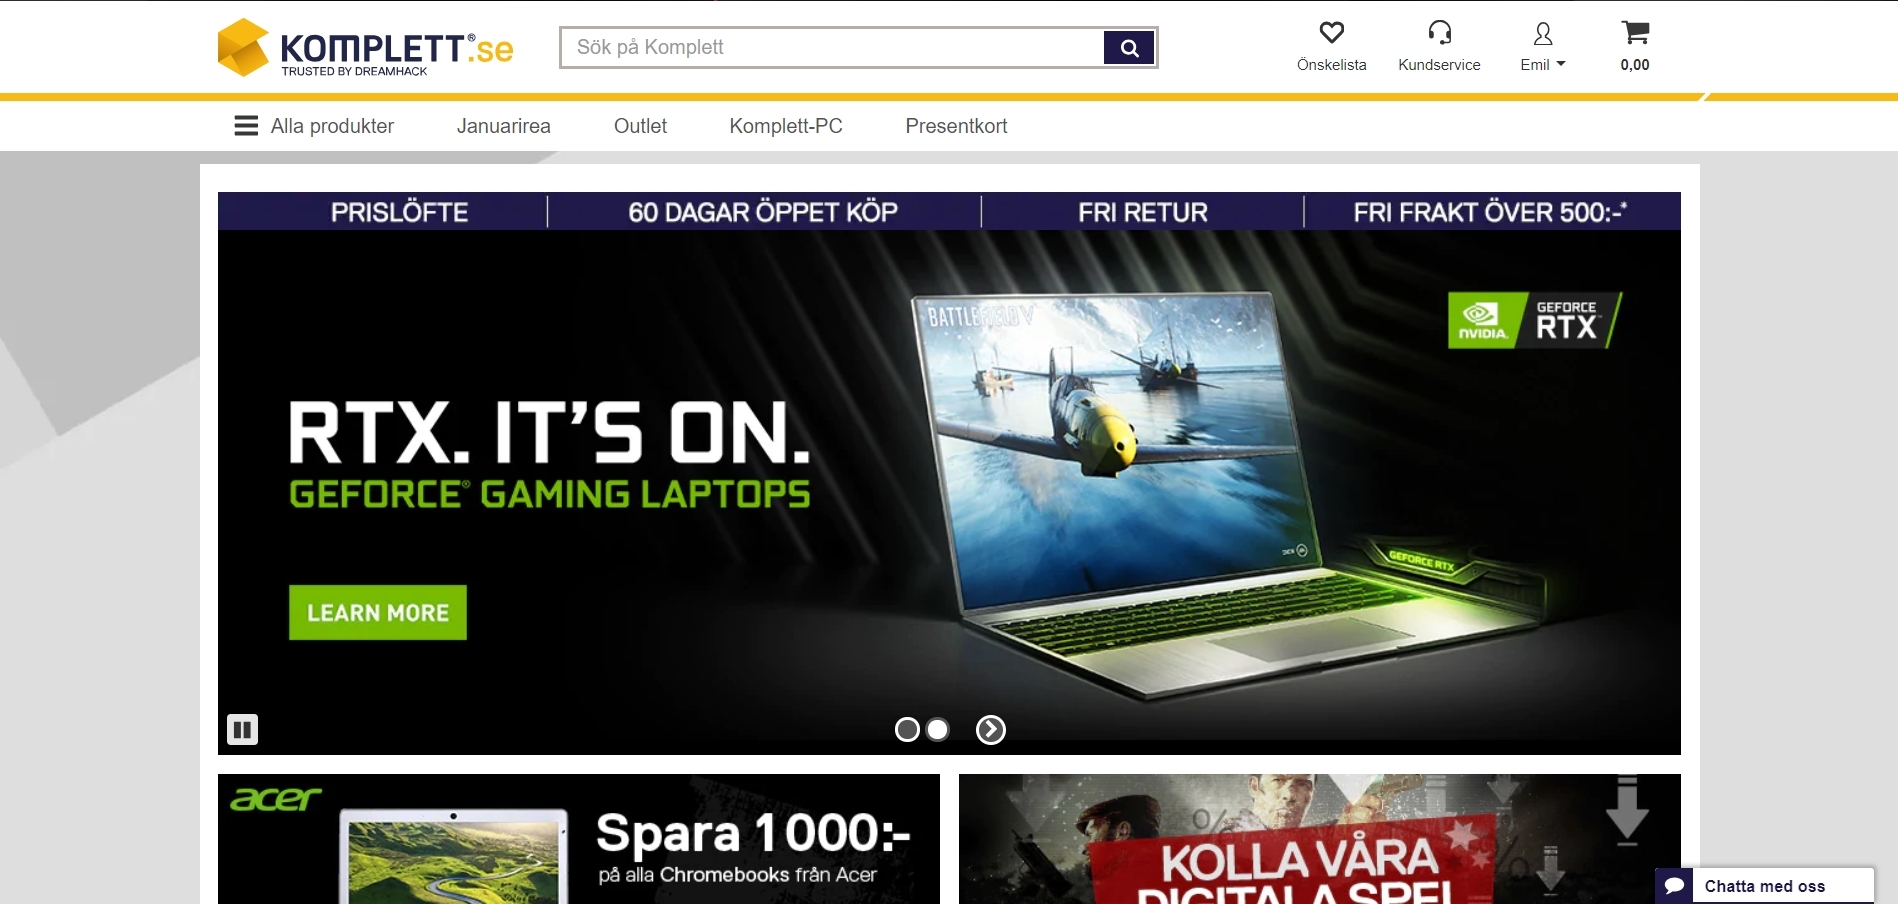 KOMPLETT®.se
TRUSTED BY DREAMHACK
Sök på Komplett
Önskelista
Kundservice
Emil
0,00
Alla produkter
Januarirea
Outlet
Komplett-PC
Presentkort
PRISLÖFTE
60 DAGAR ÖPPET KÖP
FRI RETUR
FRI FRAKT ÖVER 500:-*
BATTLEFIELD V
NVIDIA.
GEFORCE
RTX™
RTX. IT'S ON.
GEFORCE® GAMING LAPTOPS
GEFORCE RTX
LEARN MORE
acer
Spara 1 000:-
på alla Chromebooks från Acer
%
KOLLA VÅRA
DIGITALA SPEL
Chatta med oss